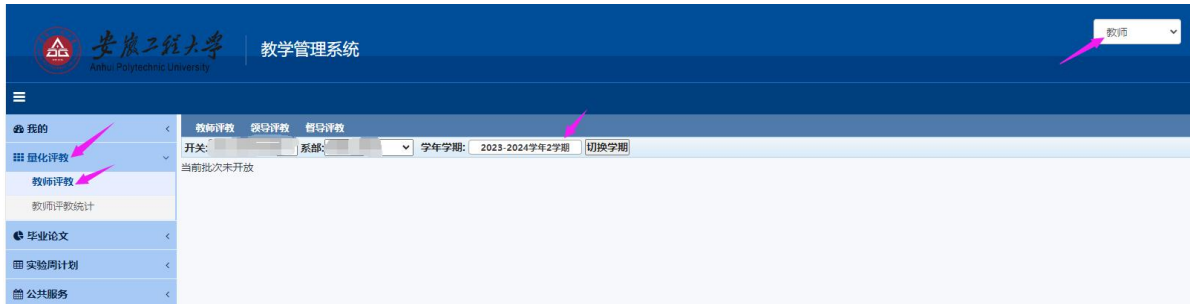 安徽工程大学
Anhui Polytechnic University
教学管理系统
教师
我的
量化评教
教师评教
教师评教统计
毕业论文
实验周计划
公共服务
教师评教 领导评教 督导评教
开关: 系部: 学年学期: 2023-2024学年2学期 切换学期
当前批次未开放